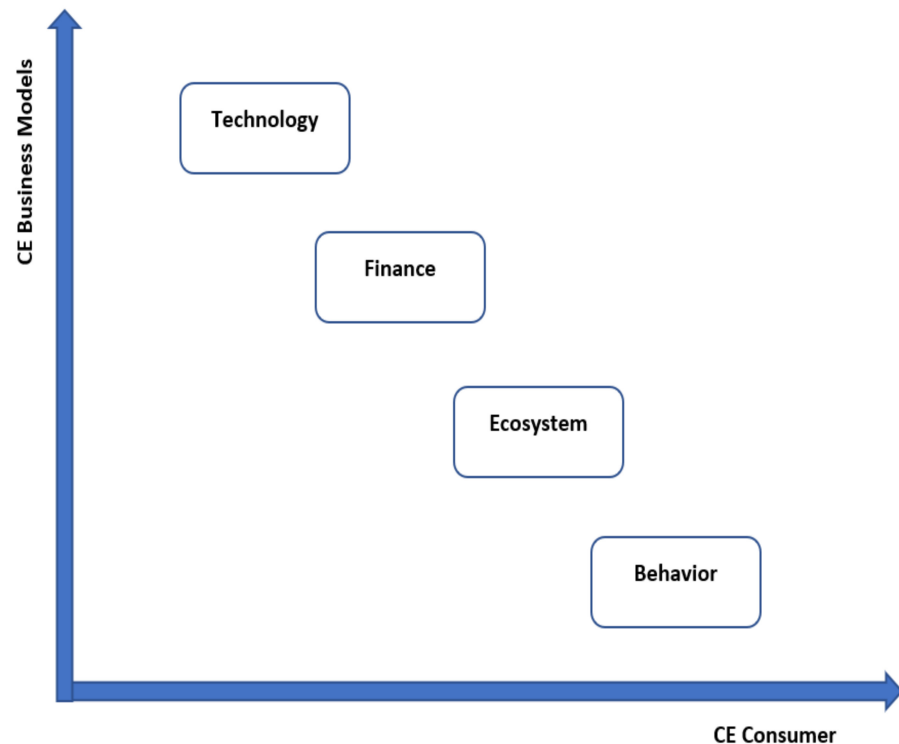 CE Business Models
Technology
Finance
Ecosystem
Behavior
CE Consumer